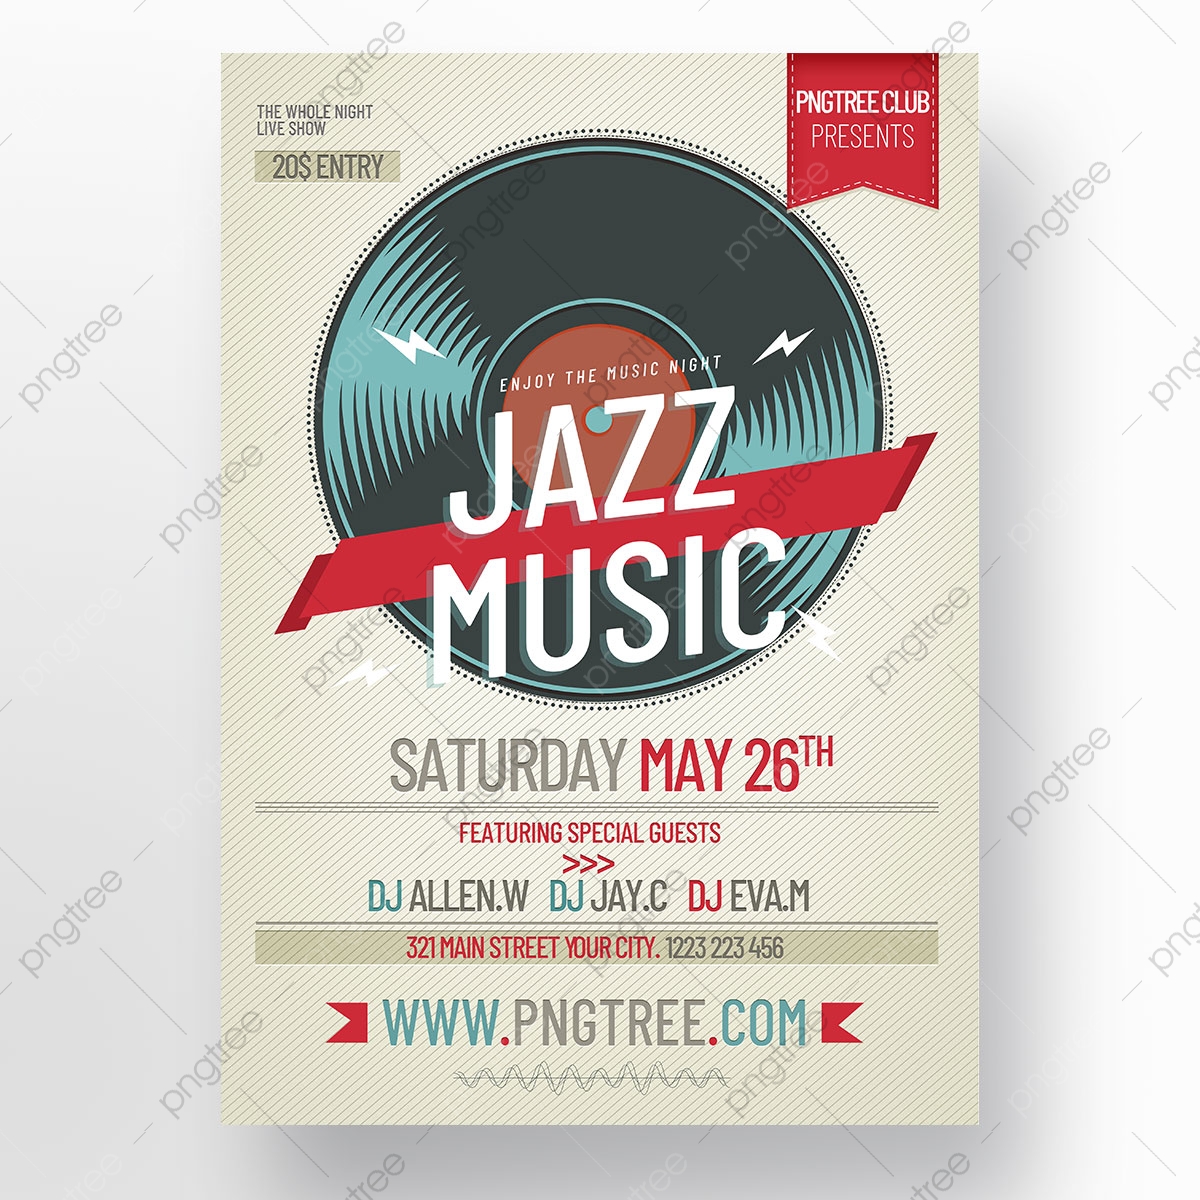 THE WHOLE NIGHT
LIVE SHOW
20$ ENTRY
PNGTREE CLUB
PRESENTS
ENJOY THE MUSIC NIGHT
JAZZ
MUSIC
SATURDAY MAY 26TH
FEATURING SPECIAL GUESTS
>>>
DJ ALLEN.W DJ JAY.C DJ EVA.M
321 MAIN STREET YOUR CITY. 1223 223 456
WWW.PNGTREE.COM
pngtree